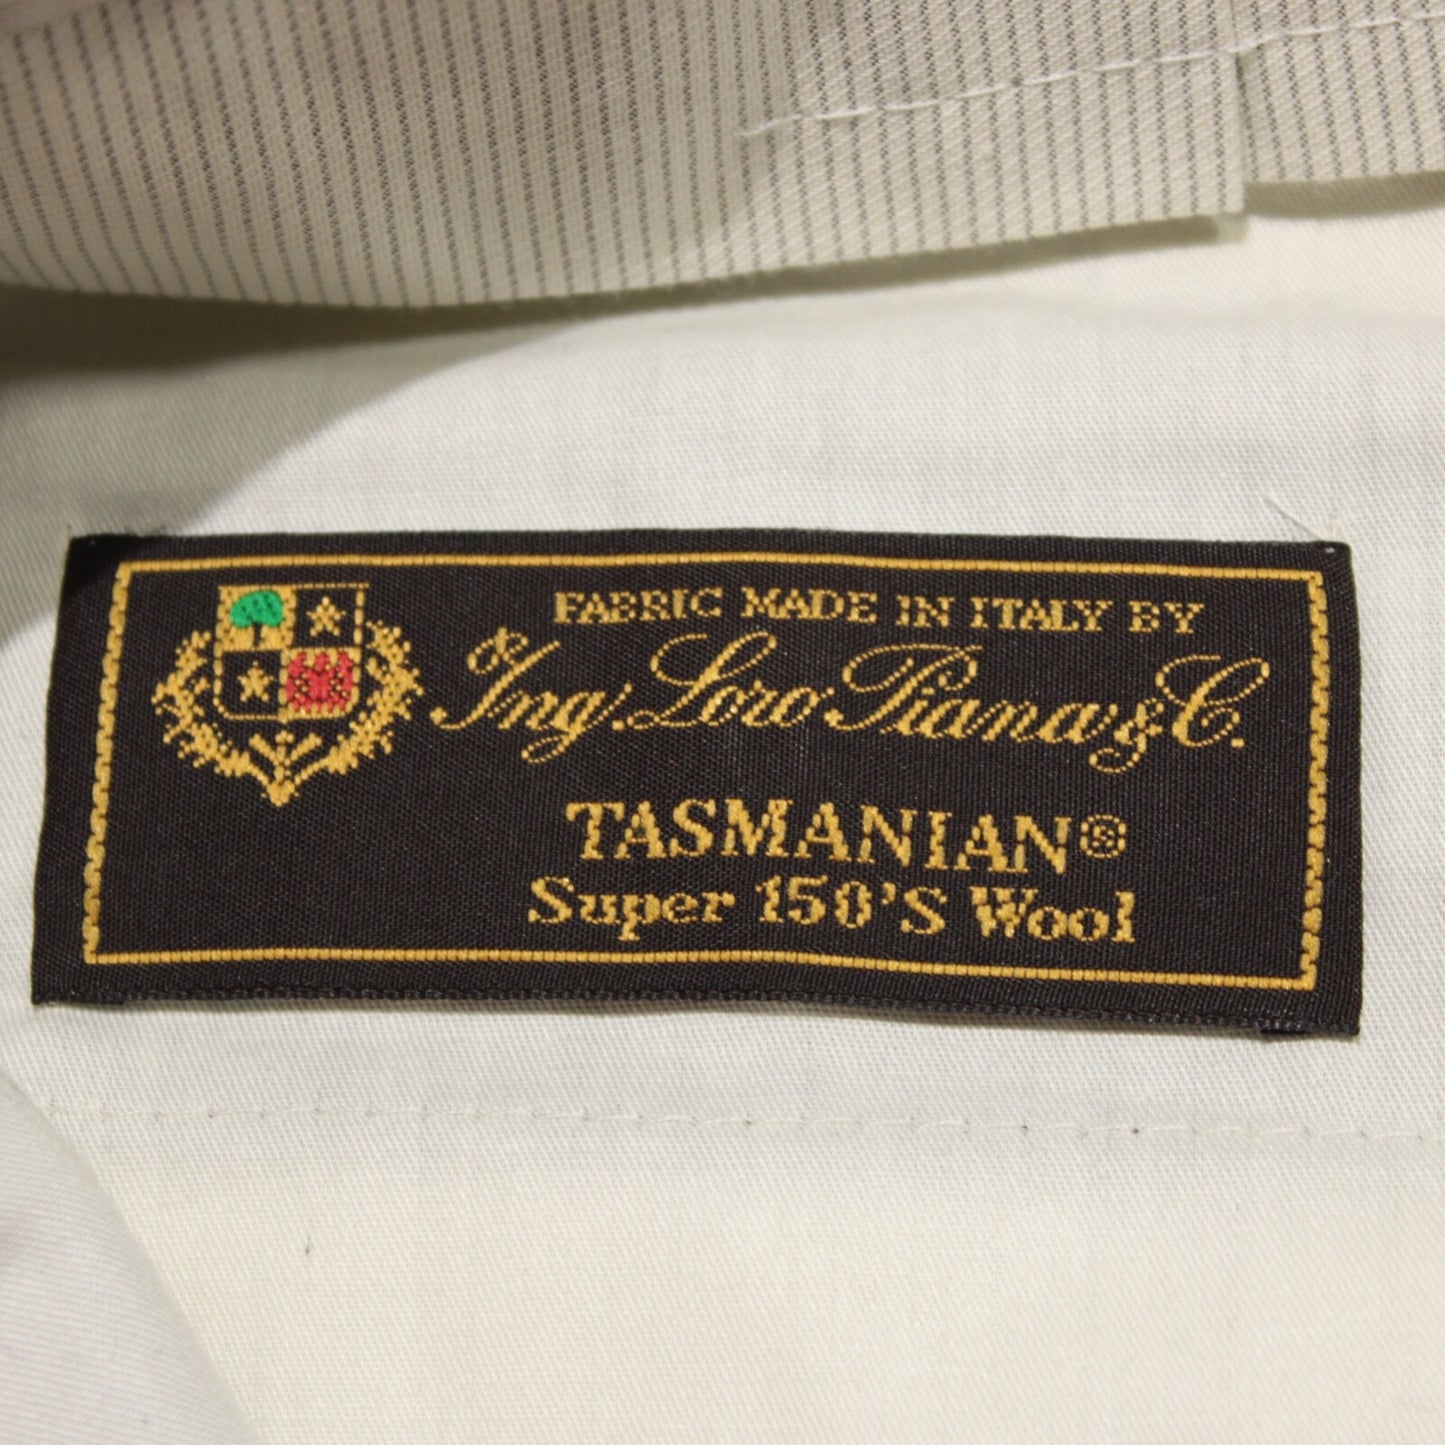 FABRIC MADE IN ITALY BY
Ing. Loro Piana & C.
TASMANIAN®
Super 150'S Wool